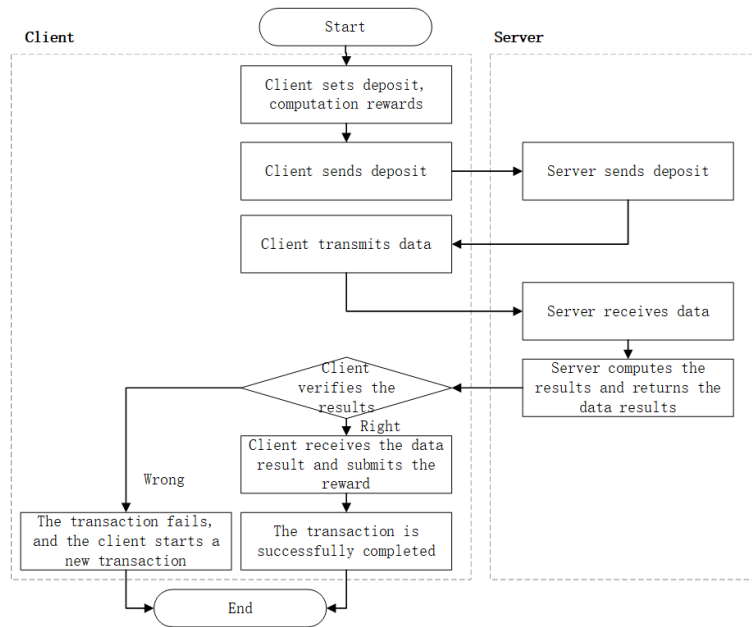 Start
Client
Server
Client sets deposit,
computation rewards
Client sends deposit
Server sends deposit
Client transmits data
Server receives data
Client
verifies the
results
Server computes the
results and returns the
data results
Right
Client receives the data
result and submits the
reward
Wrong
The transaction fails,
and the client starts a
new transaction
The transaction is
successfully completed
End